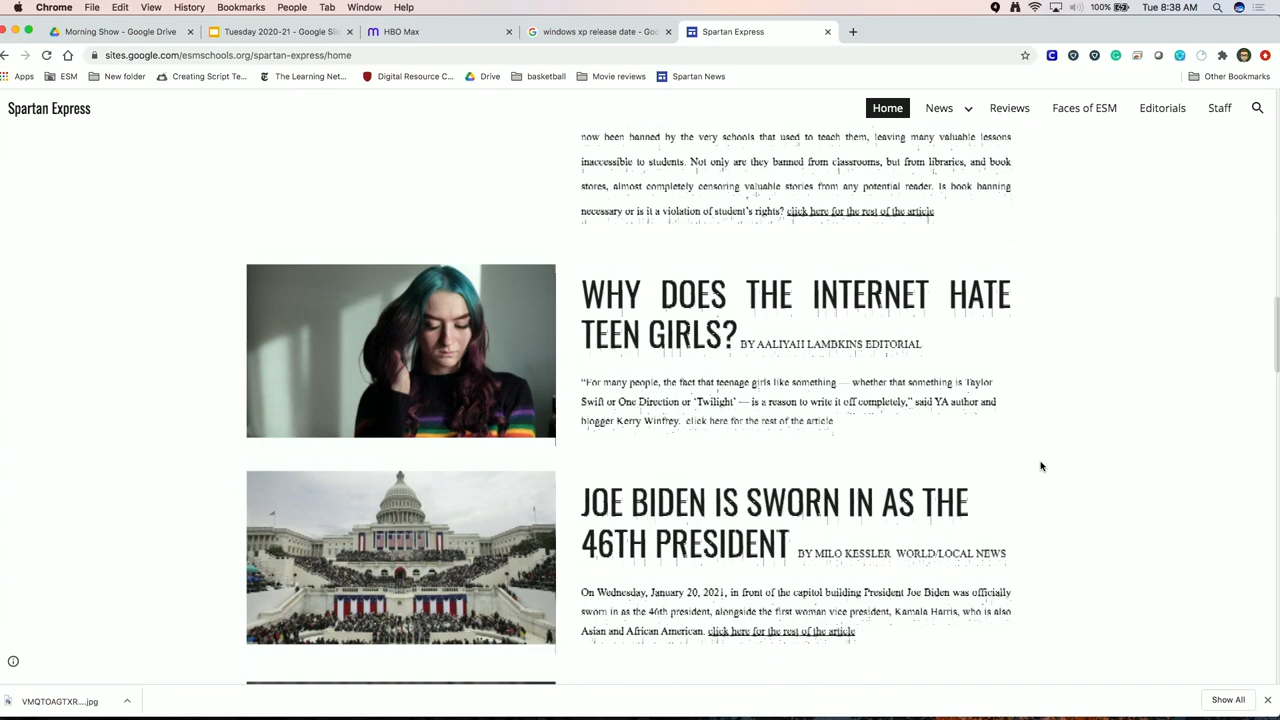 Chrome File Edit View History Bookmarks People Tab Window Help 100% Tue 8:38 AM
Morning Show - Google Drive Tuesday 2020-21 - Google Sli HBO Max windows xp release date - Goo Spartan Express
sites.google.com/esmschools.org/spartan-express/home
Apps ESM New folder Creating Script Te... The Learning Net... Digital Resource C... Drive basketball Movie reviews Spartan News Other Bookmarks
Spartan Express Home News Reviews Faces of ESM Editorials Staff
now been banned by the very schools that used to teach them, leaving many valuable lessons
inaccessible to students. Not only are they banned from classrooms, but from libraries, and book
stores, almost completely censoring valuable stories from any potential reader. Is book banning
necessary or is it a violation of student's rights? click here for the rest of the article
WHY DOES THE INTERNET HATE
TEEN GIRLS? BY AALIYAH LAMBKINS EDITORIAL
“For many people, the fact that teenage girls like something — whether that something is Taylor
Swift or One Direction or ‘Twilight’ — is a reason to write it off completely,” said YA author and
blogger Kerry Winfrey. click here for the rest of the article
JOE BIDEN IS SWORN IN AS THE
46TH PRESIDENT BY MILO KESSLER WORLD/LOCAL NEWS
On Wednesday, January 20, 2021, in front of the capitol building President Joe Biden was officially
sworn in as the 46th president, alongside the first woman vice president, Kamala Harris, who is also
Asian and African American. click here for the rest of the article
VMQTOAGTXR....jpg Show All